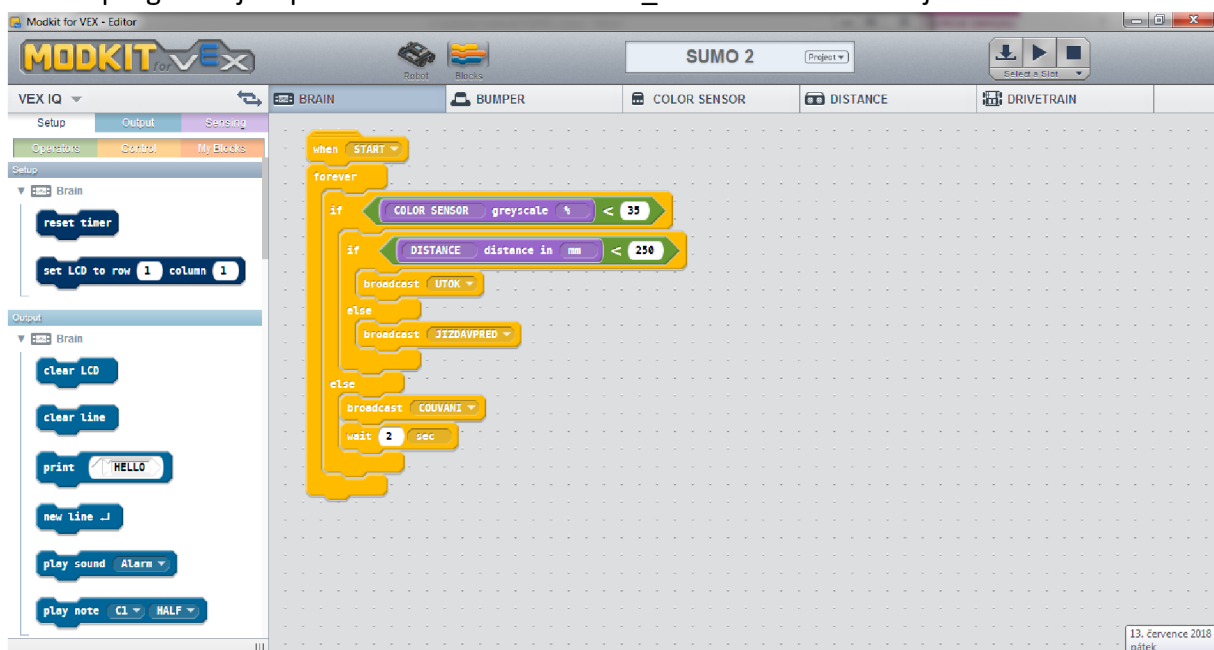 Modkit for VEX - Editor
MODKIT for VEX
Robot
Blocks
SUMO 2
Project
Select a Slot
VEX IQ
BRAIN
BUMPER
COLOR SENSOR
DISTANCE
DRIVETRAIN
Setup Output Sensing
Operators Control My Blocks
Setup
Brain
reset timer
set LCD to row 1 column 1
Output
Brain
clear LCD
clear line
print HELLO
new line
play sound Alarm
play note C1 HALF
when START
forever
if COLOR SENSOR greyscale % < 35
if DISTANCE distance in mm < 250
broadcast UTOK
else
broadcast JIZDAVPRED
else
broadcast COUVANI
wait 2 sec
13. července 2018
pátek